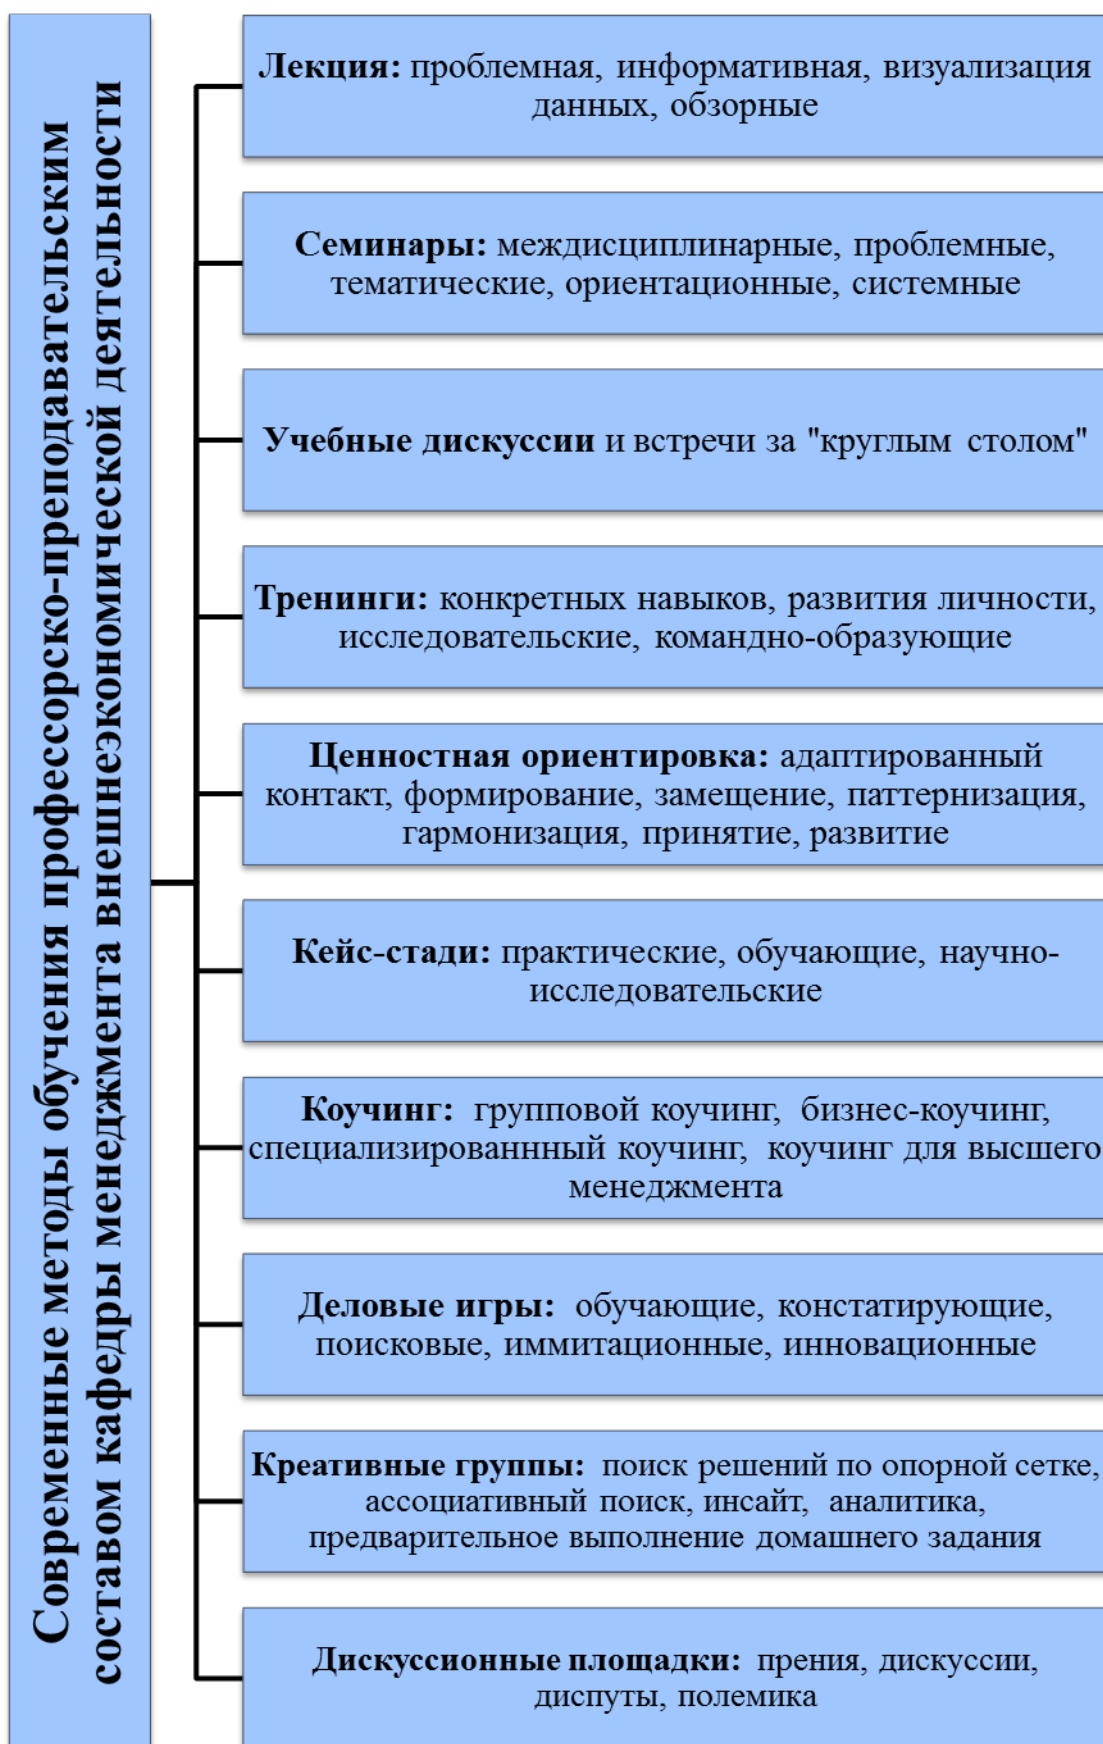 Современные методы обучения профессорско-преподавательским
составом кафедры менеджмента внешнеэкономической деятельности
Лекция: проблемная, информативная, визуализация
данных, обзорные
Семинары: междисциплинарные, проблемные,
тематические, ориентационные, системные
Учебные дискуссии и встречи за "круглым столом"
Тренинги: конкретных навыков, развития личности,
исследовательские, командно-образующие
Ценностная ориентировка: адаптированный
контакт, формирование, замещение, паттернизация,
гармонизация, принятие, развитие
Кейс-стади: практические, обучающие, научно-
исследовательские
Коучинг: групповой коучинг, бизнес-коучинг,
специализированнный коучинг, коучинг для высшего
менеджмента
Деловые игры: обучающие, констатирующие,
поисковые, иммитационные, инновационные
Креативные группы: поиск решений по опорной сетке,
ассоциативный поиск, инсайт, аналитика,
предварительное выполнение домашнего задания
Дискуссионные площадки: прения, дискуссии,
диспуты, полемика